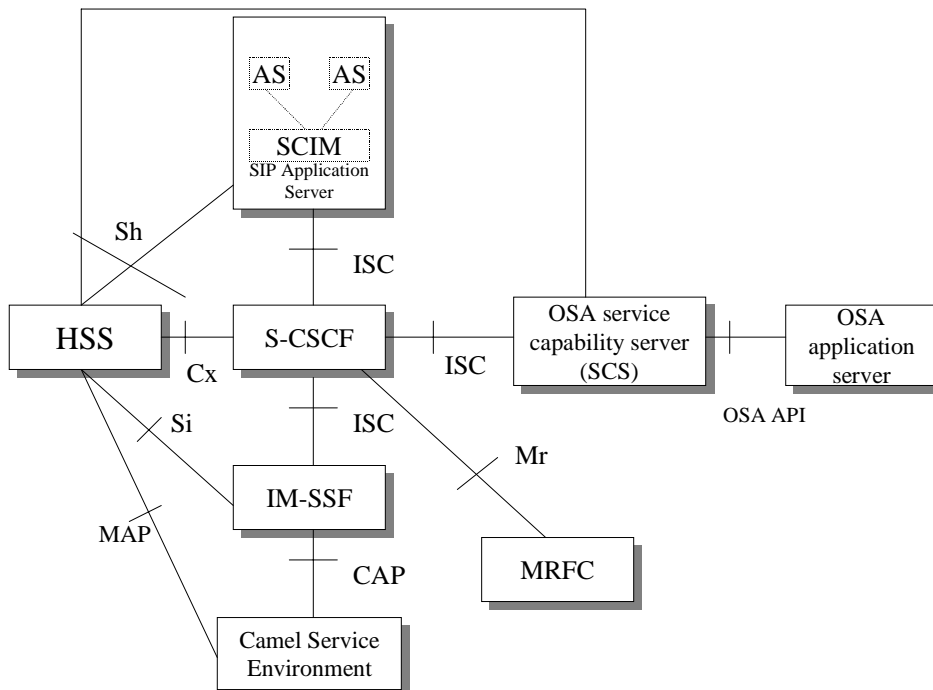 AS AS
SCIM
SIP Application
Server
Sh
ISC
HSS
S-CSCF
OSA service
capability server
(SCS)
OSA
application
server
Cx
ISC
OSA API
Si
ISC
Mr
IM-SSF
MAP
CAP
MRFC
Camel Service
Environment